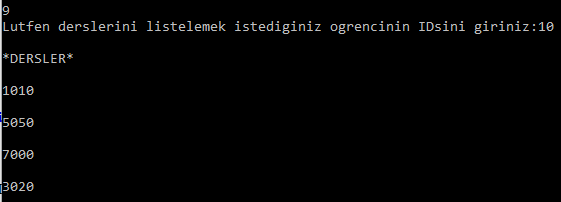 9
Lutfen derslerini listelemek istediginiz ogrencinin IDsini giriniz:10
*DERSLER*
1010
5050
7000
3020